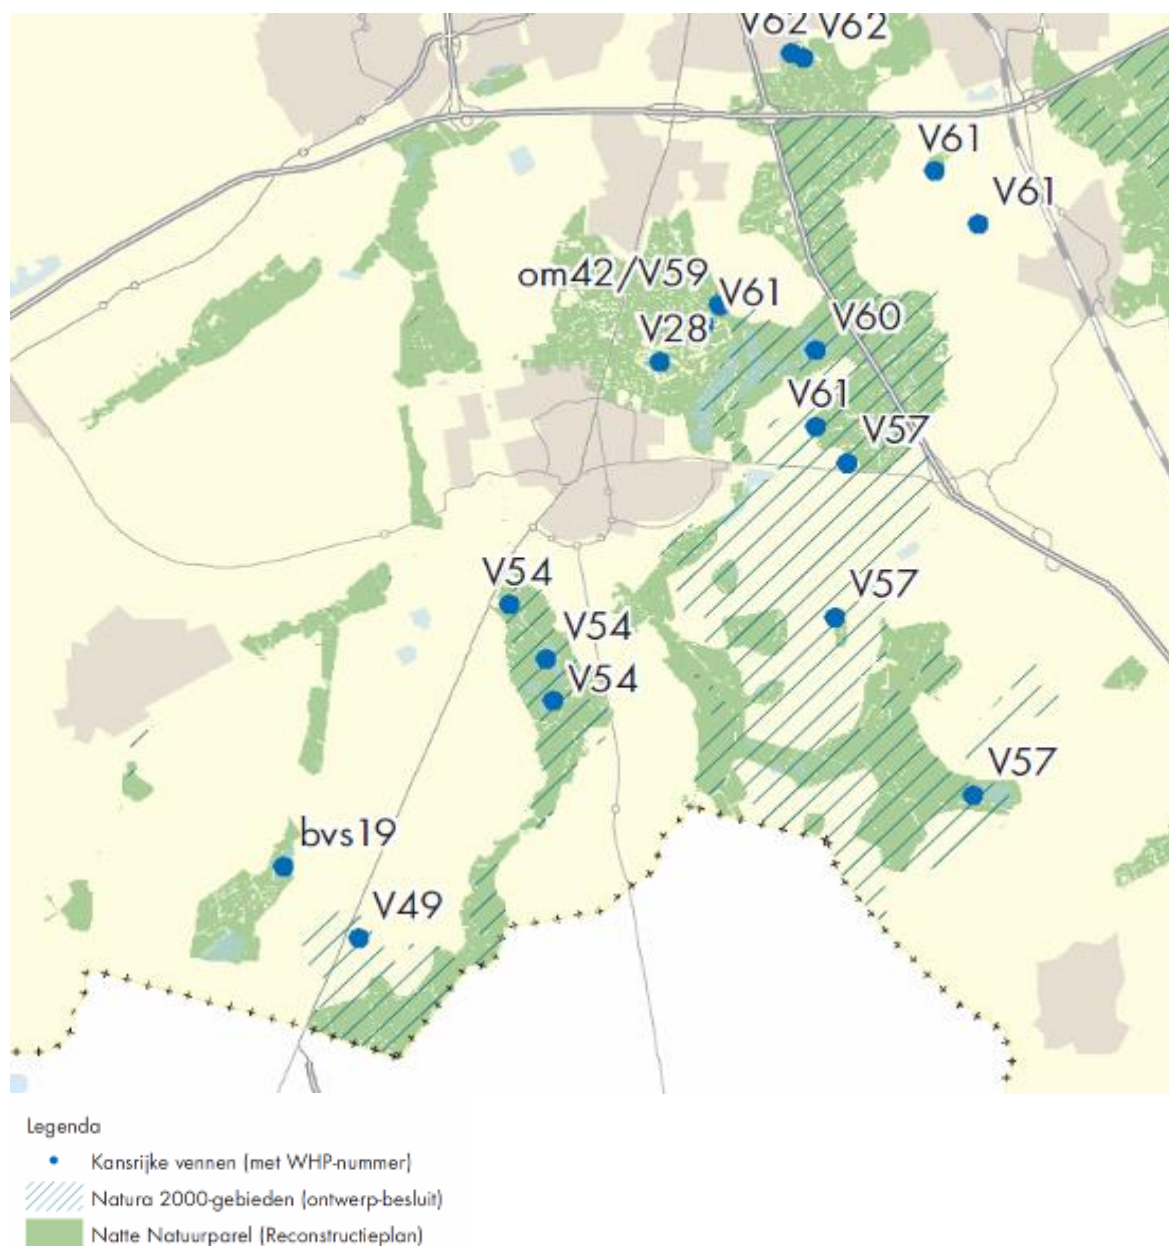 V62 V62
V61
V61
om42/V59
V61
V28
V60
V61
V57
V54
V57
V54
V54
V57
bvs19
V49
Legenda
Kansrijke vennen (met WHP-nummer)
Natura 2000-gebieden (ontwerp-besluit)
Natte Natuurparel (Reconstructieplan)